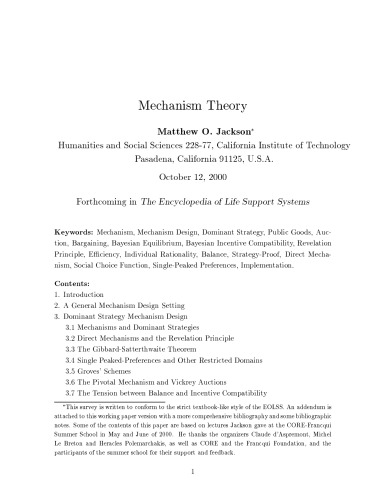 Mechanism Theory
Matthew O. Jackson*
Humanities and Social Sciences 228-77, California Institute of Technology
Pasadena, California 91125, U.S.A.
October 12, 2000
Forthcoming in The Encyclopedia of Life Support Systems
Keywords: Mechanism, Mechanism Design, Dominant Strategy, Public Goods, Auc-
tion, Bargaining, Bayesian Equilibrium, Bayesian Incentive Compatibility, Revelation
Principle, Efficiency, Individual Rationality, Balance, Strategy-Proof, Direct Mecha-
nism, Social Choice Function, Single-Peaked Preferences, Implementation.
Contents:
1. Introduction
2. A General Mechanism Design Setting
3. Dominant Strategy Mechanism Design
3.1 Mechanisms and Dominant Strategies
3.2 Direct Mechanisms and the Revelation Principle
3.3 The Gibbard-Satterthwaite Theorem
3.4 Single Peaked-Preferences and Other Restricted Domains
3.5 Groves' Schemes
3.6 The Pivotal Mechanism and Vickrey Auctions
3.7 The Tension between Balance and Incentive Compatibility
*This survey is written to conform to the strict textbook-like style of the EOLSS. An addendum is
attached to this working paper version with a more comprehensive bibliography and some bibliographic
notes. Some of the contents of this paper are based on lectures Jackson gave at the CORE-Francqui
Summer School in May and June of 2000. He thanks the organizers Claude d'Aspremont, Michel
Le Breton and Heracles Polemarchakis, as well as CORE and the Francqui Foundation, and the
participants of the summer school for their support and feedback.
1